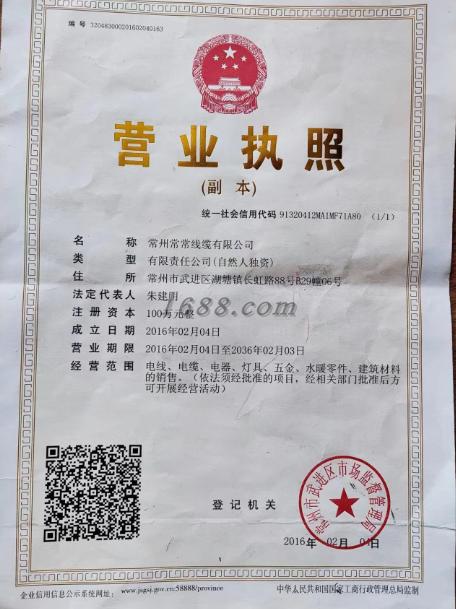 编 号 320483000201602040163
营业执照
(副 本)
统一社会信用代码 91320412MA1MF71A80 (1/1)
名 称 常州常常线缆有限公司
类 型 有限责任公司(自然人独资)
住 所 常州市武进区湖塘镇长虹路88号B29幢06号
法定代表人 朱建明
注 册 资 本 100万元整
成 立 日 期 2016年02月04日
营 业 期 限 2016年02月04日至2036年02月03日
经 营 范 围 电线、电缆、电器、灯具、五金、水暖零件、建筑材料
的销售。(依法须经批准的项目,经相关部门批准后方
可开展经营活动)
1688.com
常州市武进区市场监督管理局
登 记 机 关
2016年 02月 04日
1
企业信用信息公示系统网址: www.jsgsj.gov.cn:58888/province
中华人民共和国国家工商行政管理总局监制